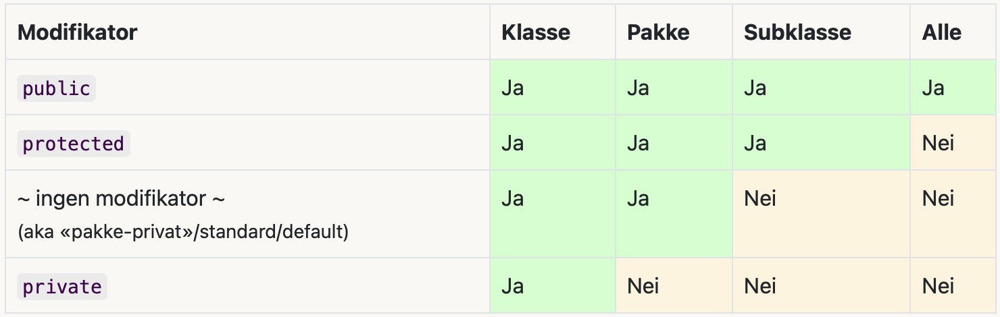 Modifikator Klasse Pakke Subklasse Alle
public Ja Ja Ja Ja
protected Ja Ja Ja Nei
~ ingen modifikator ~ Ja Ja Nei Nei
(aka «pakke-privat»/standard/default)
private Ja Nei Nei Nei